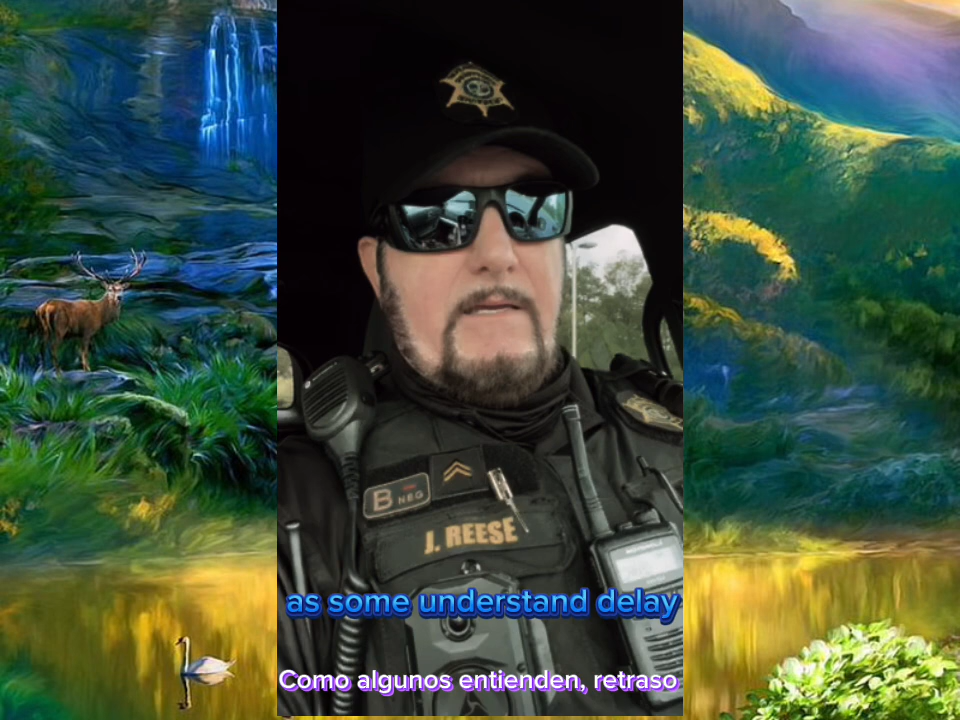 B NEG
J. REESE
as some understand delay
Como algunos entienden, retraso